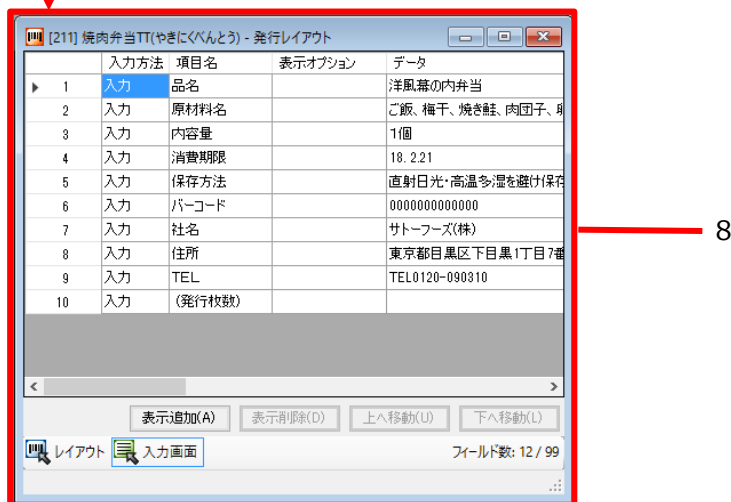 [211] 焼肉弁当TT(やきにくべんとう) - 発行レイアウト
入力方法 項目名 表示オプション データ
1 入力 品名 洋風幕の内弁当
2 入力 原材料名 ご飯、梅干、焼き鮭、肉団子、
3 入力 内容量 1個
4 入力 消費期限 18. 2.21
5 入力 保存方法 直射日光・高温多湿を避け保存
6 入力 バーコード 0000000000000
7 入力 社名 サトーフーズ(株)
8 入力 住所 東京都目黒区下目黒1丁目7番
9 入力 TEL TEL0120-090310
10 入力 (発行枚数)
8
表示追加(A) 表示削除(D) 上へ移動(U) 下へ移動(L)
レイアウト 入力画面 フィールド数: 12 / 99